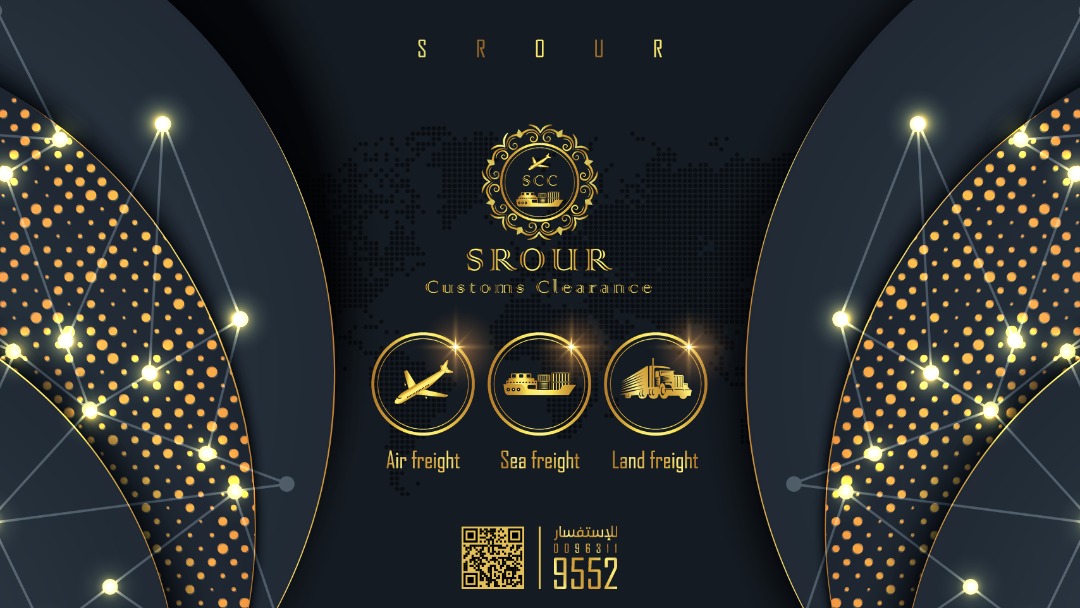 S R O U R
SCC
SROUR
Customs Clearance
Air freight Sea freight Land freight
للإستفسار
0096311
9552